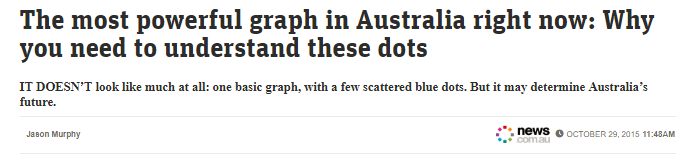 The most powerful graph in Australia right now: Why
you need to understand these dots
IT DOESN’T look like much at all: one basic graph, with a few scattered blue dots. But it may determine Australia’s
future.
Jason Murphy
news
com.au
OCTOBER 29, 2015 11:48AM